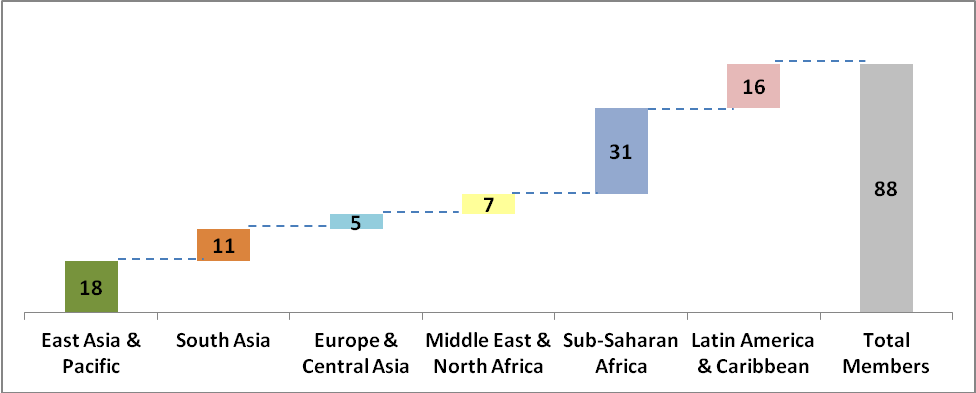 16
31
88
7
5
11
18
East Asia &
Pacific
South Asia
Europe &
Central Asia
Middle East &
North Africa
Sub-Saharan
Africa
Latin America
& Caribbean
Total
Members